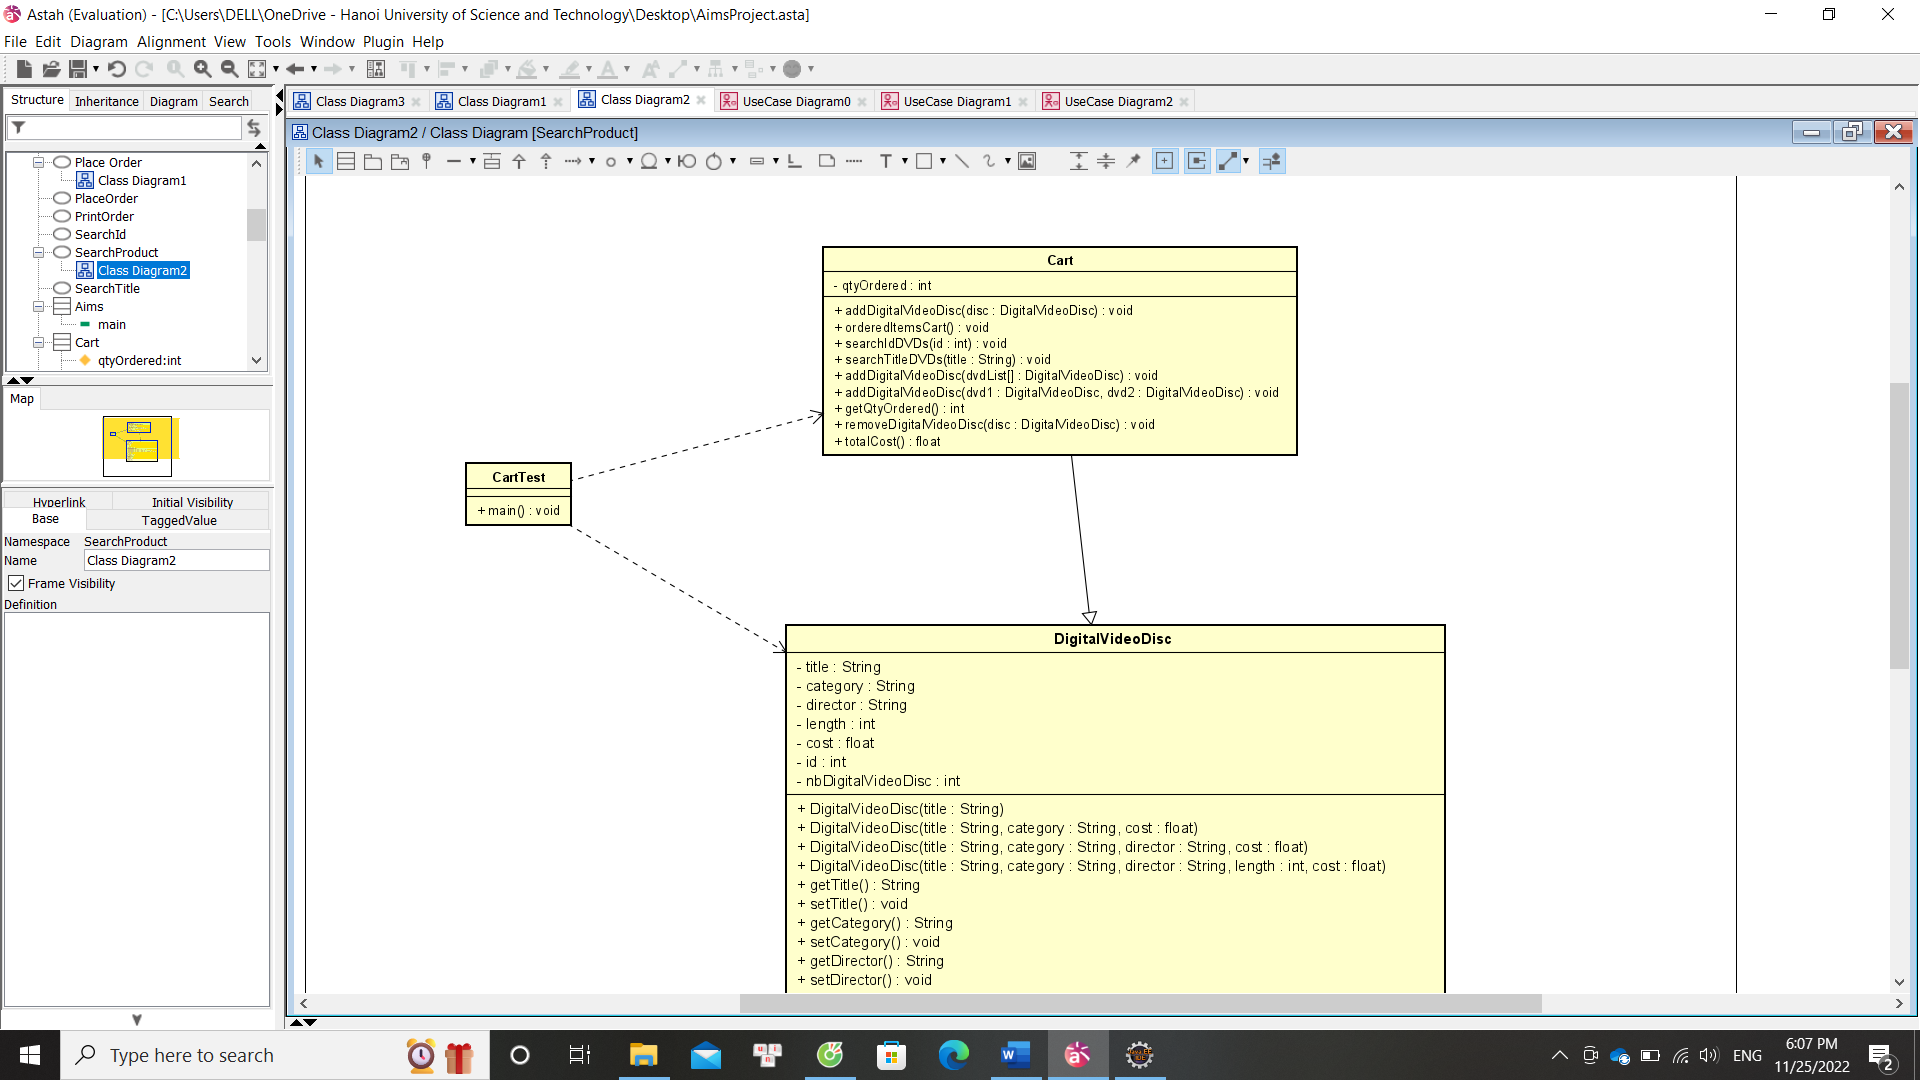 Astah (Evaluation) - [C:\Users\DELL\OneDrive - Hanoi University of Science and Technology\Desktop\AimsProject.asta]
File Edit Diagram Alignment View Tools Window Plugin Help
Structure Inheritance Diagram Search
Class Diagram3 Class Diagram1 Class Diagram2 UseCase Diagram0 UseCase Diagram1 UseCase Diagram2
Class Diagram2 / Class Diagram [SearchProduct]
Place Order
Class Diagram1
PlaceOrder
PrintOrder
SearchId
SearchProduct
Class Diagram2
SearchTitle
Aims
main
Cart
qtyOrdered:int
Map
Hyperlink Initial Visibility
Base TaggedValue
Namespace SearchProduct
Name Class Diagram2
Frame Visibility
Definition
Cart
- qtyOrdered : int
+ addDigitalVideoDisc(disc : DigitalVideoDisc) : void
+ orderedItemsCart() : void
+ searchIdDVDs(id : int) : void
+ searchTitleDVDs(title : String) : void
+ addDigitalVideoDisc(dvdList[] : DigitalVideoDisc) : void
+ addDigitalVideoDisc(dvd1 : DigitalVideoDisc, dvd2 : DigitalVideoDisc) : void
+ getQtyOrdered() : int
+ removeDigitalVideoDisc(disc : DigitalVideoDisc) : void
+ totalCost() : float
CartTest
+ main() : void
DigitalVideoDisc
- title : String
- category : String
- director : String
- length : int
- cost : float
- id : int
- nbDigitalVideoDisc : int
+ DigitalVideoDisc(title : String)
+ DigitalVideoDisc(title : String, category : String, cost : float)
+ DigitalVideoDisc(title : String, category : String, director : String, cost : float)
+ DigitalVideoDisc(title : String, category : String, director : String, length : int, cost : float)
+ getTitle() : String
+ setTitle() : void
+ getCategory() : String
+ setCategory() : void
+ getDirector() : String
+ setDirector() : void
Type here to search
ENG
6:07 PM
11/25/2022
2